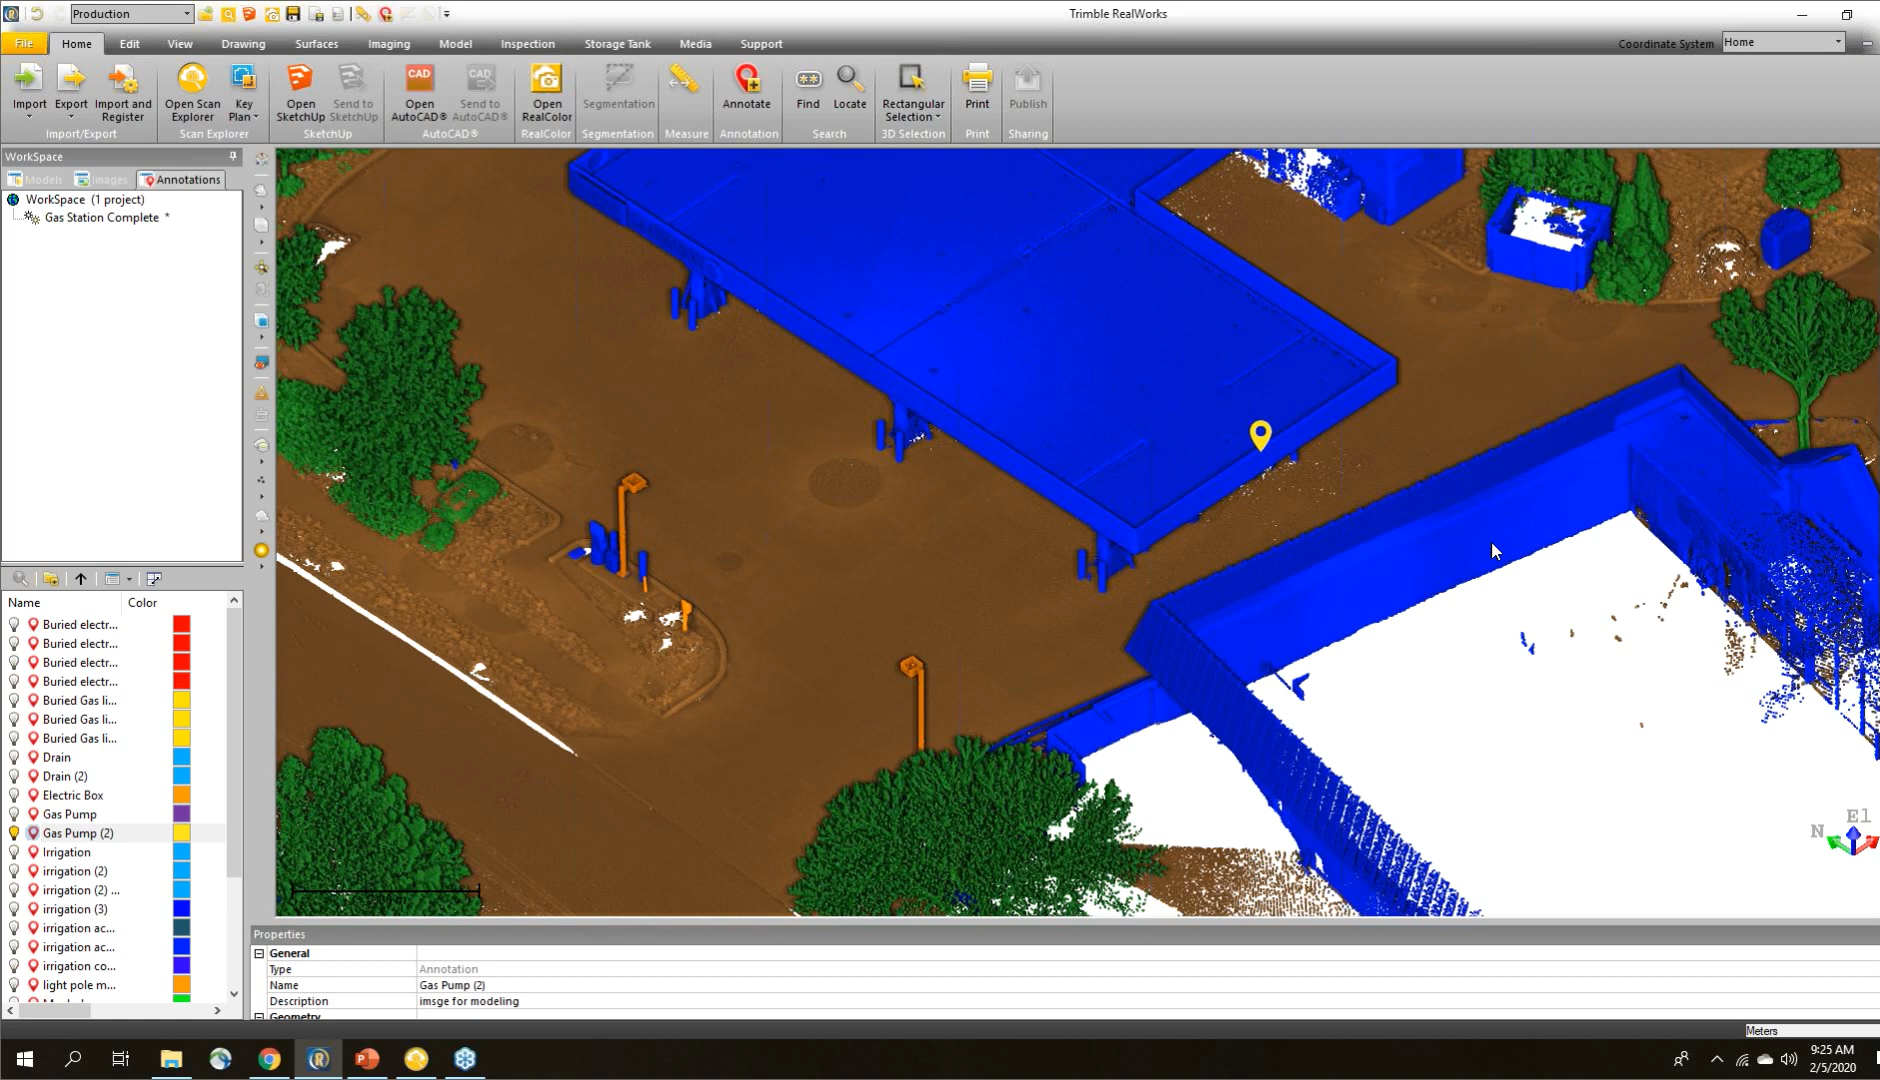 Production
Trimble RealWorks
File
Home
Edit
View
Drawing
Surfaces
Imaging
Model
Inspection
Storage Tank
Media
Support
Coordinate System
Home
Import
Export
Import and Register
Import/Export
Open Scan Explorer
Key Plan
Scan Explorer
Open SketchUp
Send to SketchUp
SketchUp
CAD
Open AutoCAD®
CAD
Send to AutoCAD®
AutoCAD®
Open RealColor
RealColor
Segmentation
Segmentation
Measure
Annotate
Annotation
Find
Locate
Search
Rectangular Selection
3D Selection
Print
Print
Publish
Sharing
WorkSpace
Models
Images
Annotations
WorkSpace (1 project)
Gas Station Complete *
Name
Color
Buried electr...
Buried electr...
Buried electr...
Buried electr...
Buried Gas li...
Buried Gas li...
Buried Gas li...
Drain
Drain (2)
Electric Box
Gas Pump
Gas Pump (2)
Irrigation
irrigation (2)
irrigation (2) ...
irrigation (3)
irrigation ac...
irrigation ac...
irrigation co...
light pole m...
El
N
Properties
General
Type Annotation
Name Gas Pump (2)
Description imsge for modeling
Geometry
Meters
9:25 AM
2/5/2020